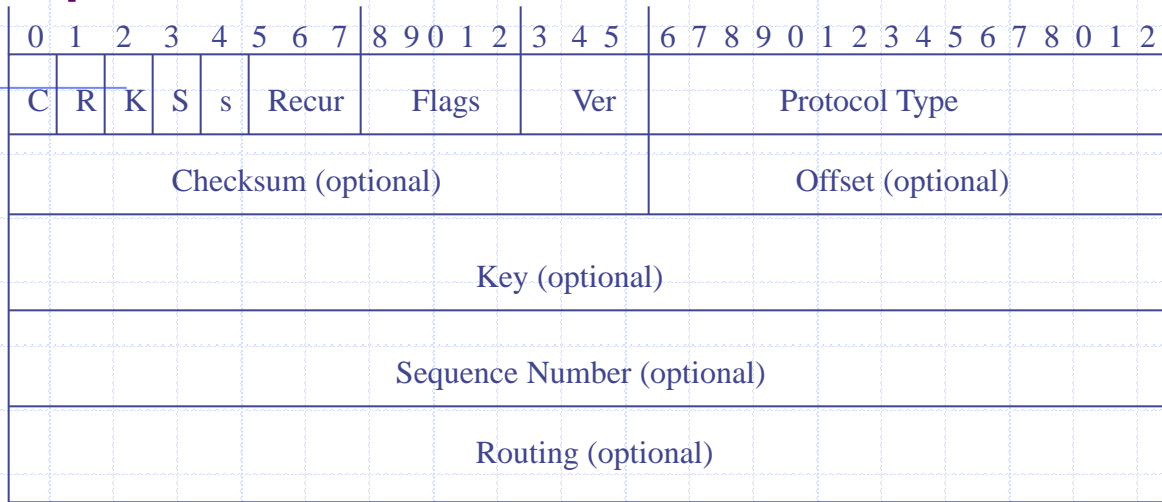 0 1 2 3 4 5 6 7 8 9 0 1 2 3 4 5 6 7 8 9 0 1 2 3 4 5 6 7 8 0 1 2
C R K S s Recur Flags Ver Protocol Type
Checksum (optional) Offset (optional)
Key (optional)
Sequence Number (optional)
Routing (optional)